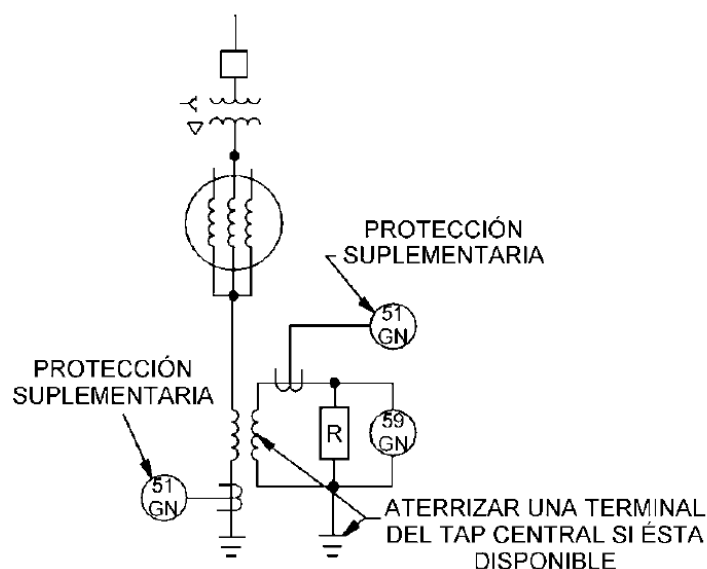 PROTECCIÓN
SUPLEMENTARIA
51
GN
PROTECCIÓN
SUPLEMENTARIA
R
59
GN
51
GN
ATERRIZAR UNA TERMINAL
DEL TAP CENTRAL SI ÉSTA
DISPONIBLE